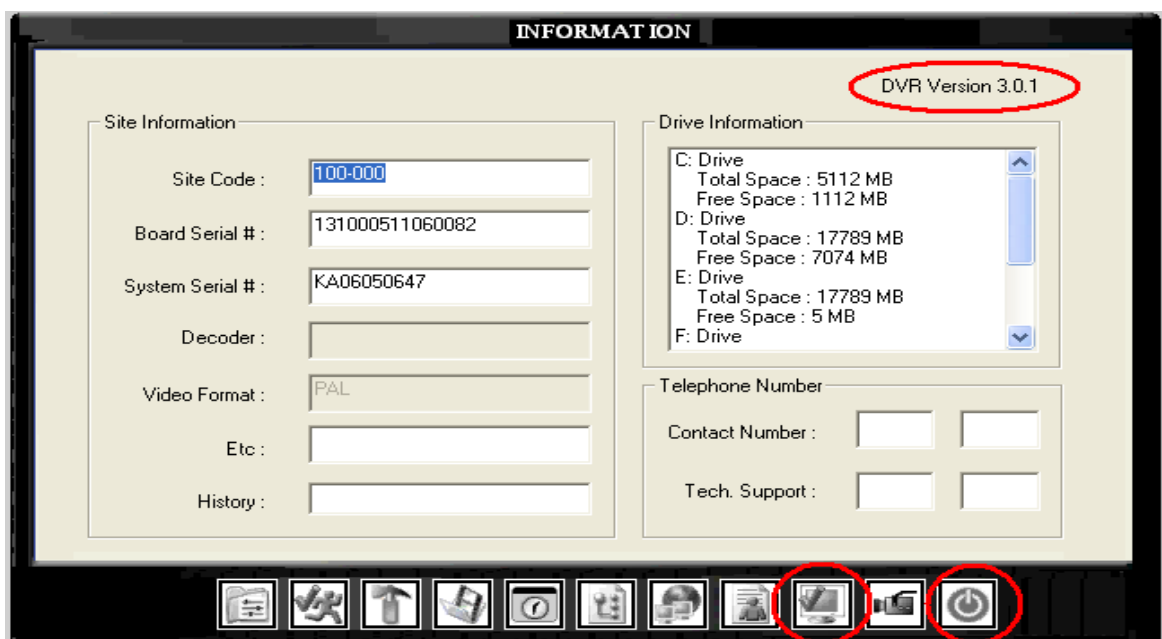 INFORMATION
DVR Version 3.0.1
Site Information
Site Code : 100-000
Board Serial # : 131000511060082
System Serial # : KA06050647
Decoder :
Video Format : PAL
Etc :
History :
Drive Information
C: Drive
Total Space : 5112 MB
Free Space : 1112 MB
D: Drive
Total Space : 17789 MB
Free Space : 7074 MB
E: Drive
Total Space : 17789 MB
Free Space : 5 MB
F: Drive
Telephone Number
Contact Number :
Tech. Support :